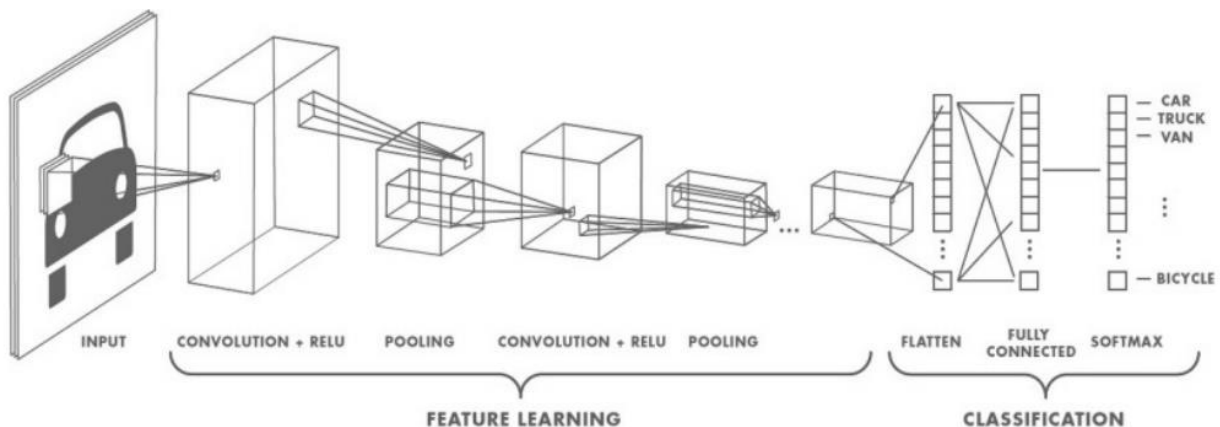 CAR
TRUCK
VAN
...
...
⋮
⋮
⋮
BICYCLE
INPUT
CONVOLUTION + RELU
POOLING
CONVOLUTION + RELU
POOLING
FLATTEN
FULLY
CONNECTED
SOFTMAX
FEATURE LEARNING
CLASSIFICATION